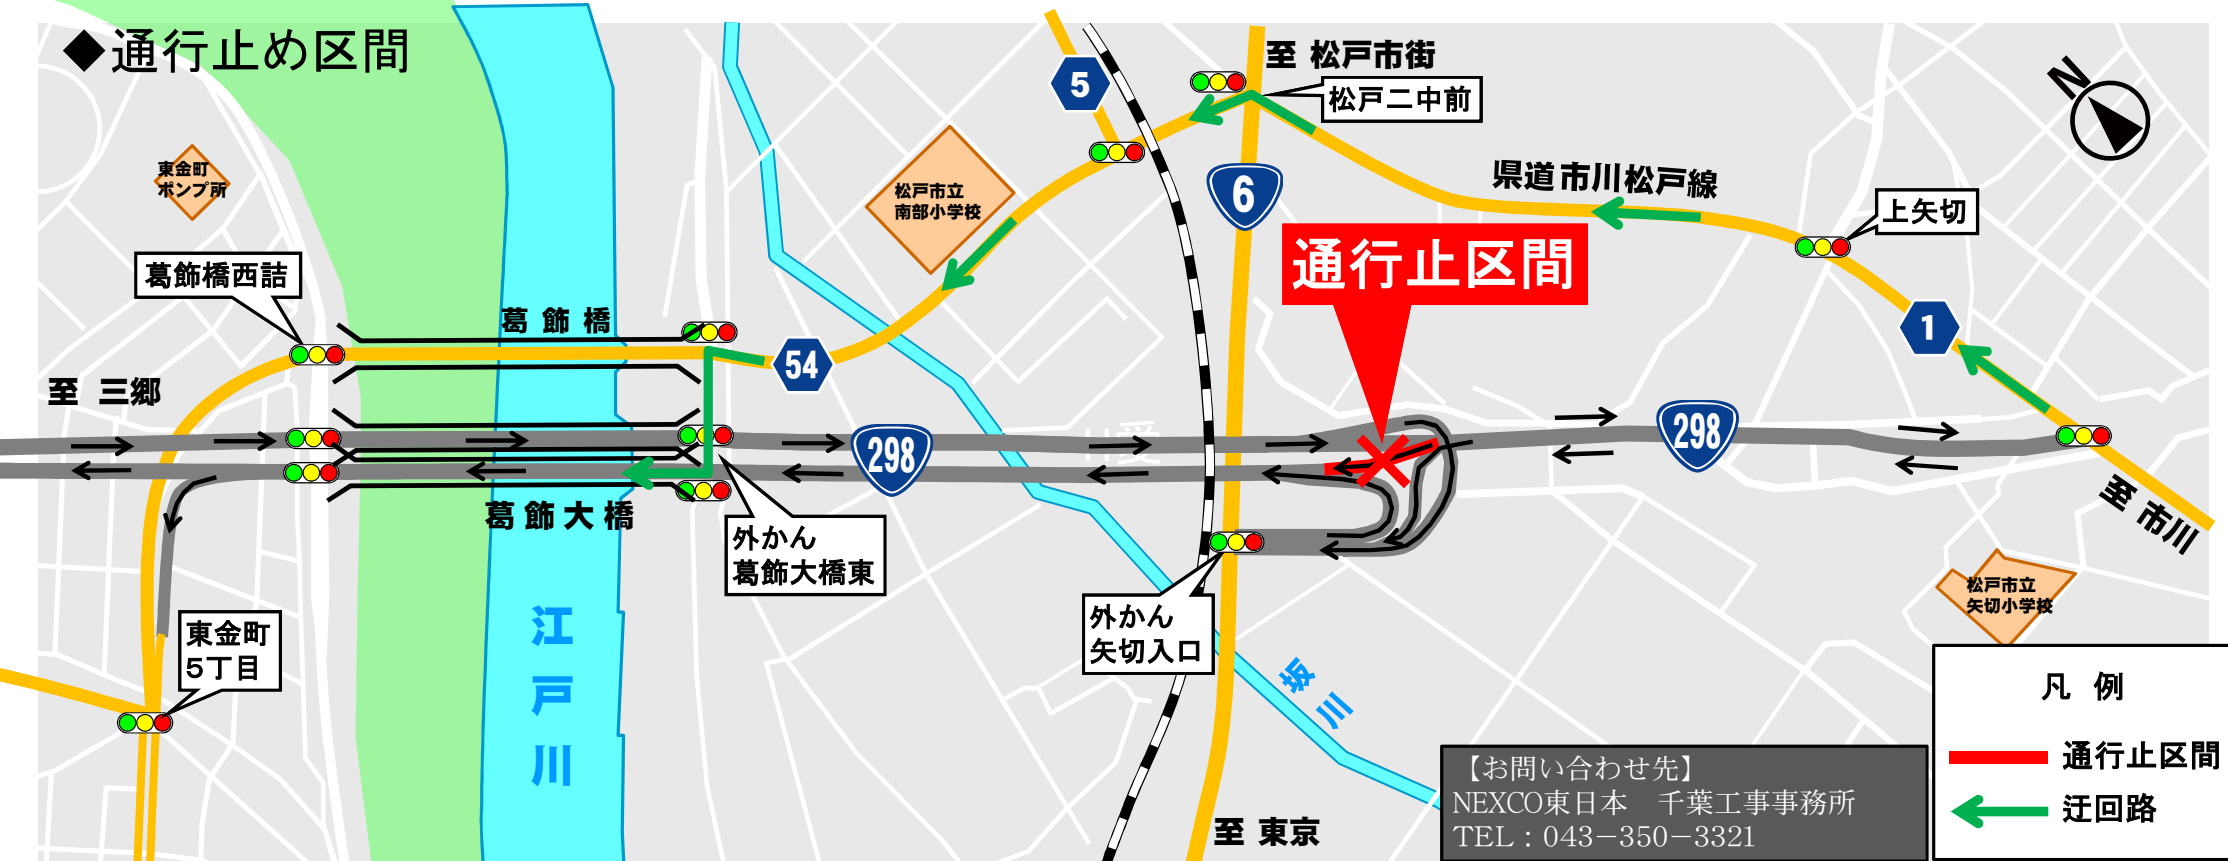 ◆通行止め区間
至 松戸市街
5
松戸二中前
N
東金町
ポンプ所
松戸市立
南部小学校
6
県道市川松戸線
上矢切
通行止区間
葛飾橋西詰
葛飾橋
1
54
至 三郷
298
298
至 市川
葛飾大橋
外かん
葛飾大橋東
外かん
矢切入口
松戸市立
矢切小学校
東金町
5丁目
江戸川
坂川
至 東京
凡 例
通行止区間
迂回路
【お問い合わせ先】
NEXCO東日本　千葉工事事務所
TEL：043－350－3321